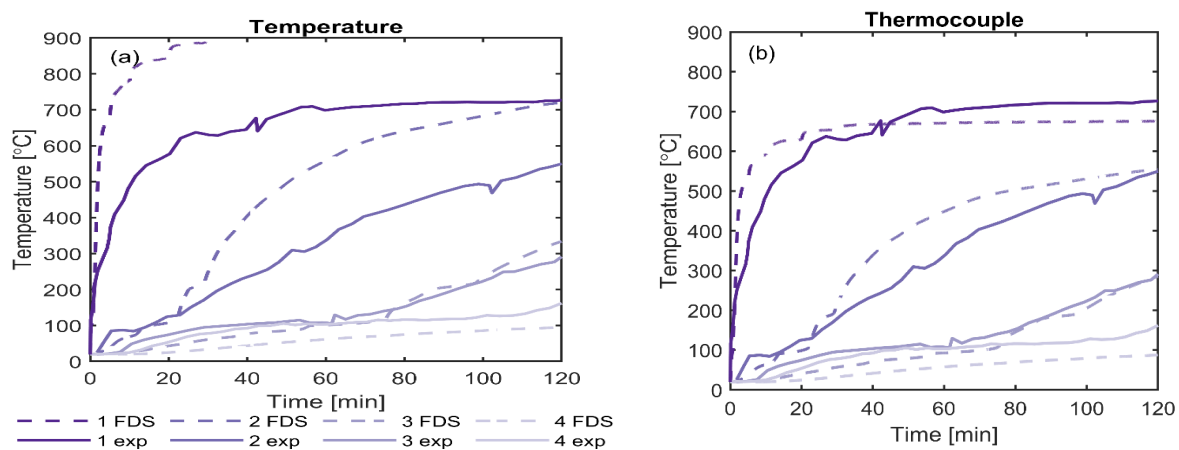 Temperature
(a)
900
800
700
600
500
400
300
200
100
0
Temperature [°C]
0 20 40 60 80 100 120
Time [min]
Thermocouple
(b)
900
800
700
600
500
400
300
200
100
0
Temperature [°C]
0 20 40 60 80 100 120
Time [min]
1 FDS 2 FDS 3 FDS 4 FDS
1 exp 2 exp 3 exp 4 exp